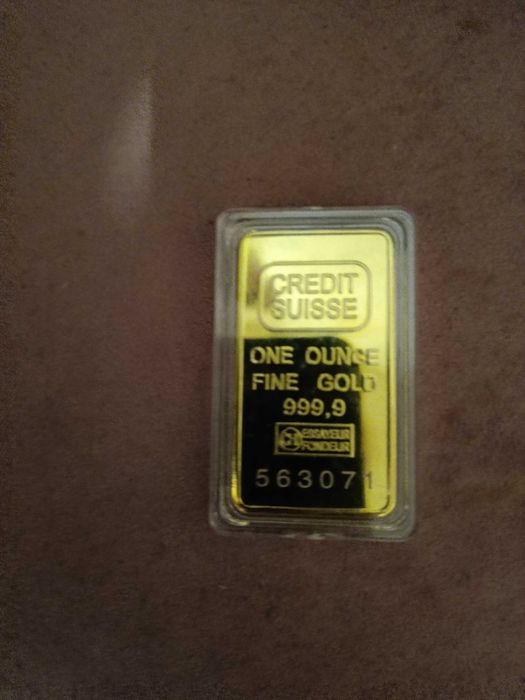 CREDIT
SUISSE
ONE OUNCE
FINE GOLD
999,9
ESSAYEUR
FONDEUR
563071